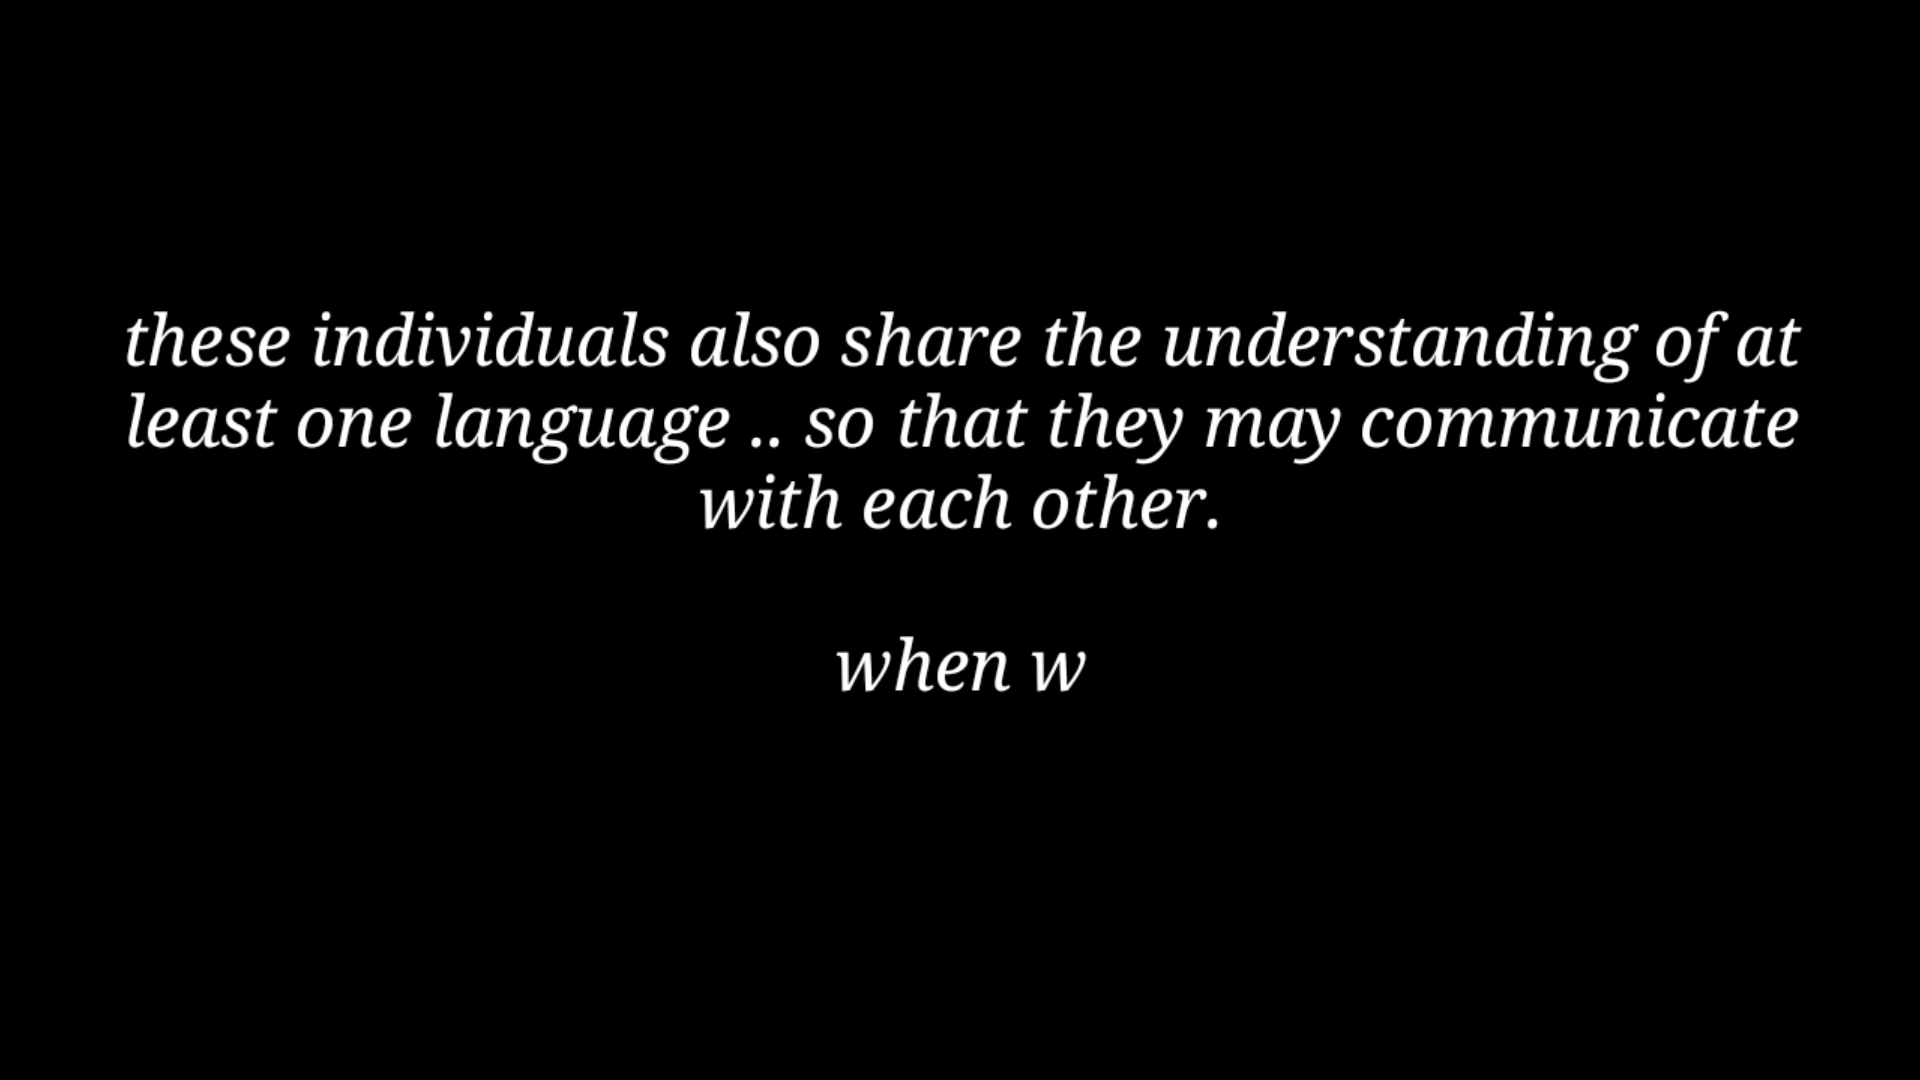 these individuals also share the understanding of at
least one language .. so that they may communicate
with each other.
when w